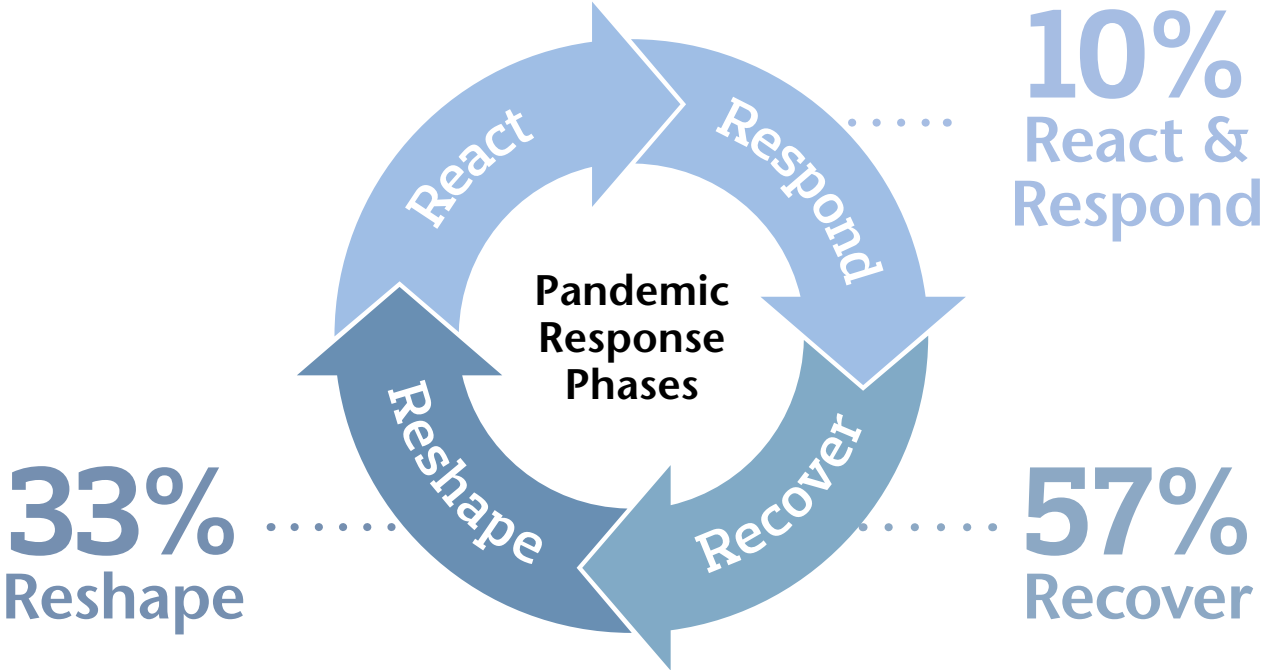 10%
React &
Respond
React
Respond
Pandemic
Response
Phases
Reshape
Recover
33%
Reshape
57%
Recover